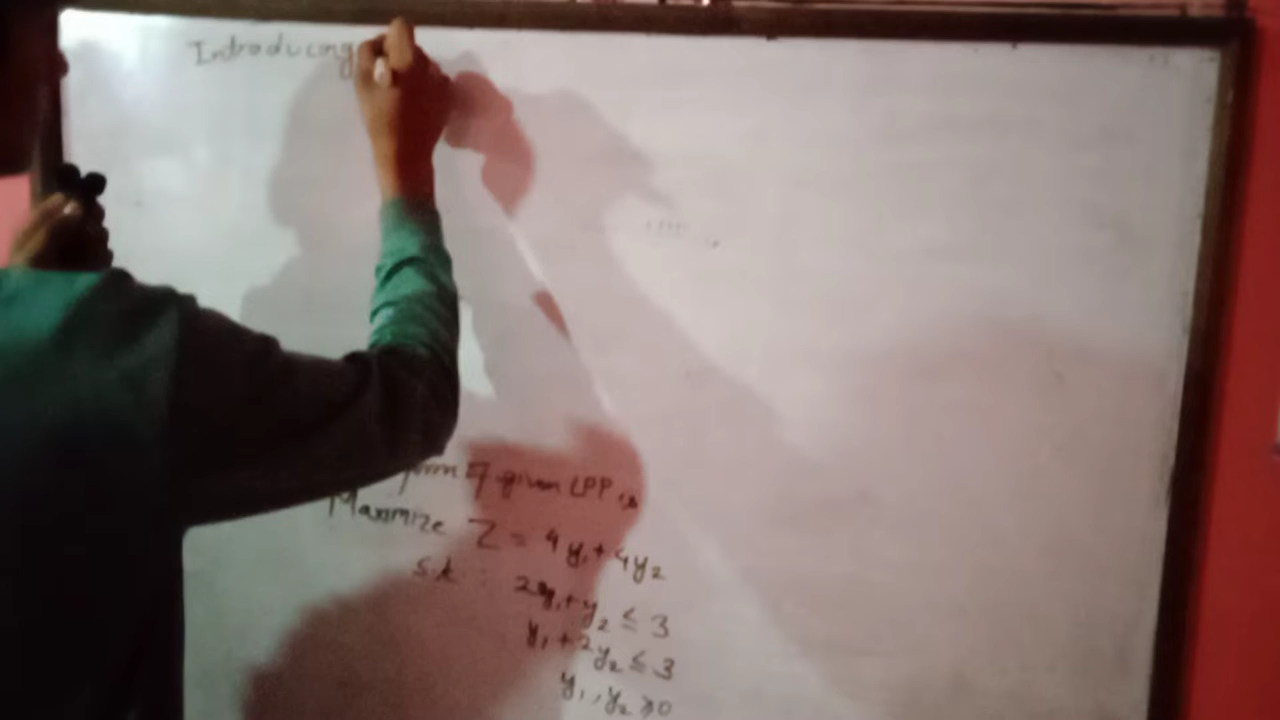 Introducing
form of given LPP is
Maximize Z = 4y₁ + 4y₂
s.t. 2y₁ + y₂ ≤ 3
y₁ + 2y₂ ≤ 3
y₁, y₂ ≥ 0